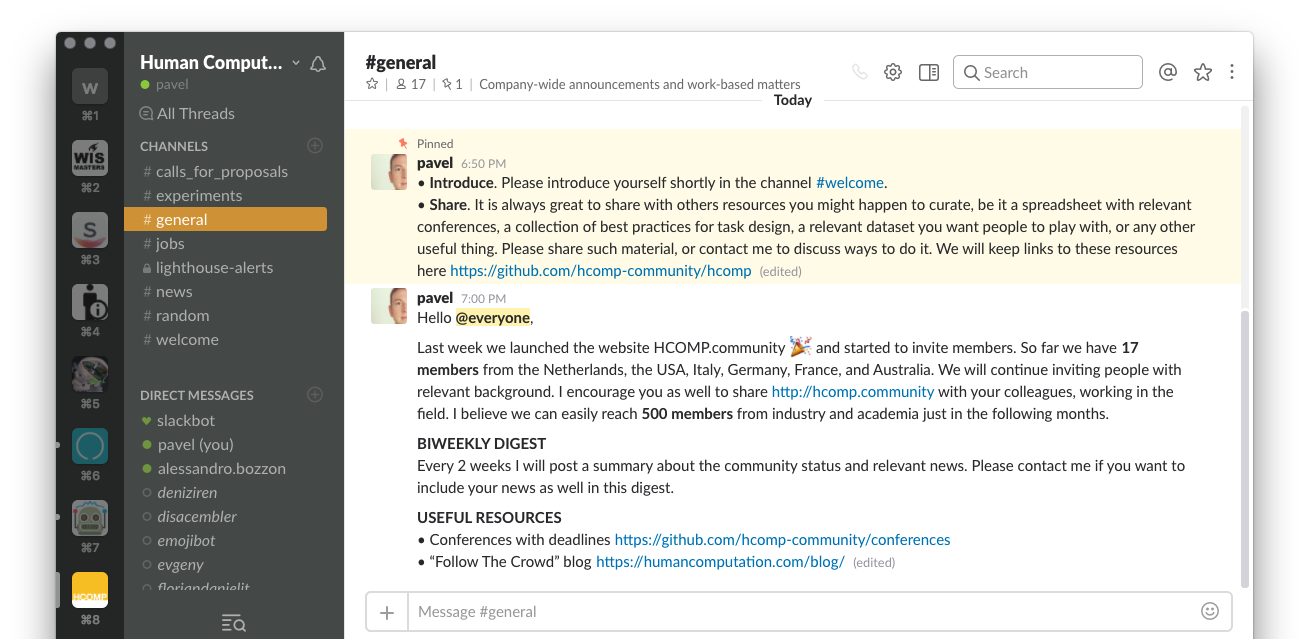 W
⌘1
WIS
MASTERS
⌘2
S
⌘3
⌘4
⌘5
⌘6
⌘7
HCOMP
⌘8
Human Comput...
pavel
All Threads
CHANNELS
# calls_for_proposals
# experiments
# general
# jobs
lighthouse-alerts
# news
# random
# welcome
DIRECT MESSAGES
slackbot
pavel (you)
alessandro.bozzon
deniziren
disacembler
emojibot
evgeny
floriandanielit
#general
17 | 1 | Company-wide announcements and work-based matters
Search
Today
Pinned
pavel 6:50 PM
• Introduce. Please introduce yourself shortly in the channel #welcome.
• Share. It is always great to share with others resources you might happen to curate, be it a spreadsheet with relevant
conferences, a collection of best practices for task design, a relevant dataset you want people to play with, or any other
useful thing. Please share such material, or contact me to discuss ways to do it. We will keep links to these resources
here https://github.com/hcomp-community/hcomp (edited)
pavel 7:00 PM
Hello @everyone,
Last week we launched the website HCOMP.community 🎉 and started to invite members. So far we have 17
members from the Netherlands, the USA, Italy, Germany, France, and Australia. We will continue inviting people with
relevant background. I encourage you as well to share http://hcomp.community with your colleagues, working in the
field. I believe we can easily reach 500 members from industry and academia just in the following months.
BIWEEKLY DIGEST
Every 2 weeks I will post a summary about the community status and relevant news. Please contact me if you want to
include your news as well in this digest.
USEFUL RESOURCES
• Conferences with deadlines https://github.com/hcomp-community/conferences
• “Follow The Crowd” blog https://humancomputation.com/blog/ (edited)
Message #general